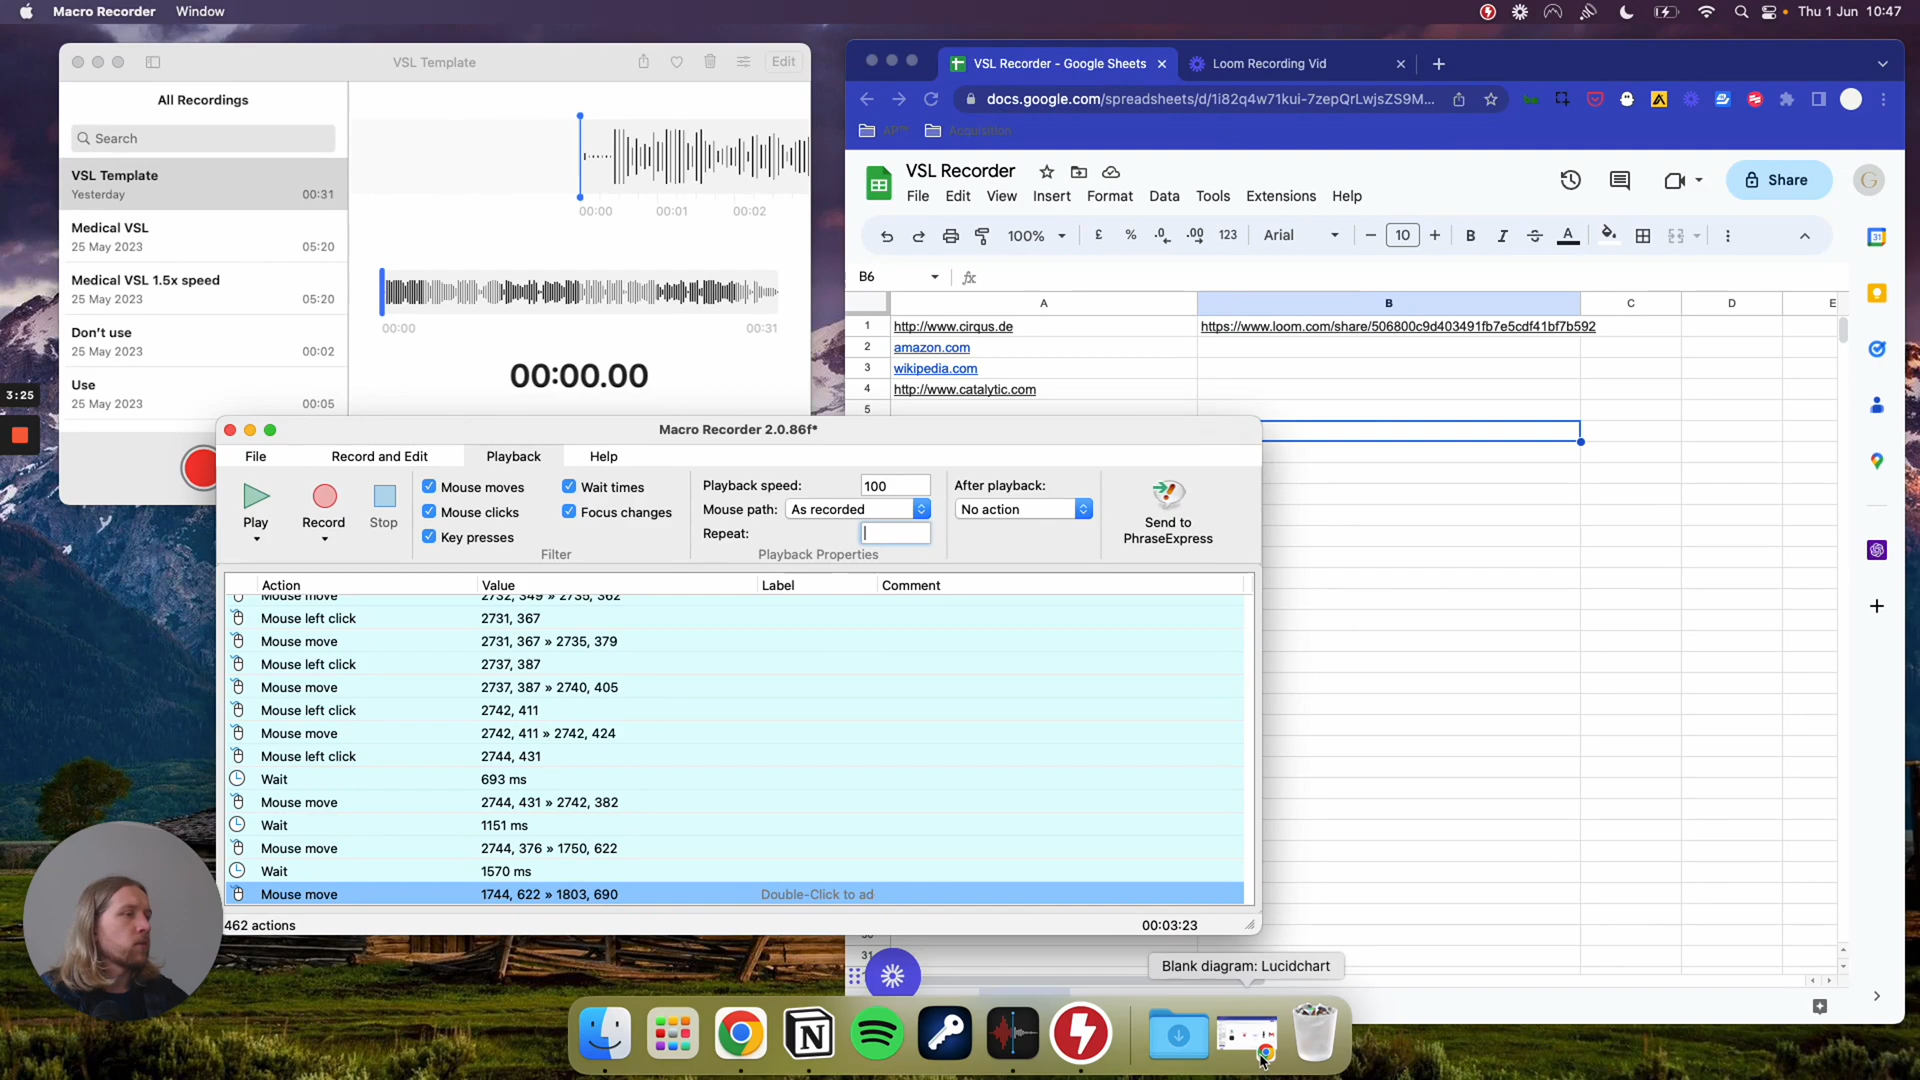 Macro Recorder Window Thu 1 Jun 10:47
VSL Template Edit
All Recordings
Search
VSL Template
Yesterday 00:31
Medical VSL
25 May 2023 05:20
Medical VSL 1.5x speed
25 May 2023 05:20
Don't use
25 May 2023 00:02
Use
25 May 2023 00:05
00:00 00:01 00:02
00:00 00:31
00:00.00
3:25
VSL Recorder - Google Sheets Loom Recording Vid
docs.google.com/spreadsheets/d/1i82q4w71kui-7zepQrLwjsZS9M...
AP™ Acquisition
VSL Recorder
File Edit View Insert Format Data Tools Extensions Help
Share
G
100% £ % .0 .00 123 Arial 10 B I A
B6 fx
A B C D E
1 http://www.cirqus.de https://www.loom.com/share/506800c9d403491fb7e5cdf41bf7b592
2 amazon.com
3 wikipedia.com
4 http://www.catalytic.com
5
31
Macro Recorder 2.0.86f*
File Record and Edit Playback Help
Play Record Stop
Mouse moves Wait times
Mouse clicks Focus changes
Key presses
Filter
Playback speed: 100
Mouse path: As recorded
Repeat:
Playback Properties
After playback:
No action
Send to
PhraseExpress
Action Value Label Comment
Mouse move 2732, 349 » 2735, 362
Mouse left click 2731, 367
Mouse move 2731, 367 » 2735, 379
Mouse left click 2737, 387
Mouse move 2737, 387 » 2740, 405
Mouse left click 2742, 411
Mouse move 2742, 411 » 2742, 424
Mouse left click 2744, 431
Wait 693 ms
Mouse move 2744, 431 » 2742, 382
Wait 1151 ms
Mouse move 2744, 376 » 1750, 622
Wait 1570 ms
Mouse move 1744, 622 » 1803, 690 Double-Click to ad
462 actions 00:03:23
Blank diagram: Lucidchart